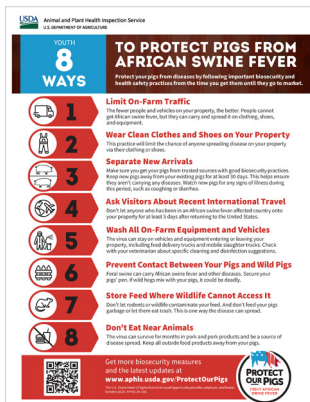 USDA
Animal and Plant Health Inspection Service
U.S. DEPARTMENT OF AGRICULTURE
YOUTH
8
WAYS
TO PROTECT PIGS FROM
AFRICAN SWINE FEVER
Protect your pigs from diseases by following important biosecurity and
health safety practices from the time you get them until they go to market.
1
Limit On-Farm Traffic
The fewer people and vehicles on your property, the better. People cannot
get African swine fever, but they can carry and spread it on clothing, shoes,
and equipment.
2
Wear Clean Clothes and Shoes on Your Property
This practice will limit the chance of anyone spreading disease on your property
via their clothing or shoes.
3
Separate New Arrivals
Make sure you get your pigs from trusted sources with good biosecurity practices.
Keep new pigs away from your existing pigs for at least 30 days. This helps ensure
they aren't carrying any diseases. Watch new pigs for any signs of illness during
this period, such as coughing or diarrhea.
4
Ask Visitors About Recent International Travel
Don't let anyone who has been in an African swine fever affected country onto
your property for at least 5 days after returning to the United States.
5
Wash All On-Farm Equipment and Vehicles
The virus can stay on vehicles and equipment entering or leaving your
property, including feed delivery trucks and mobile slaughter trucks. Check
with your veterinarian about specific cleaning and disinfection suggestions.
6
Prevent Contact Between Your Pigs and Wild Pigs
Feral swine can carry African swine fever and other diseases. Secure your
pigs' pen. If wild hogs mix with your pigs, it could be deadly.
7
Store Feed Where Wildlife Cannot Access It
Don't let rodents or wildlife contaminate your feed. And don't feed your pigs
garbage or let them eat trash. This is one way the disease can spread.
8
Don't Eat Near Animals
The virus can survive for months in pork and pork products and be a source of
disease spread. Keep all outside food products away from your pigs.
Get more biosecurity measures
and the latest updates at
www.aphis.usda.gov/ProtectOurPigs
PROTECT
OUR PIGS
FIGHT AFRICAN
SWINE FEVER